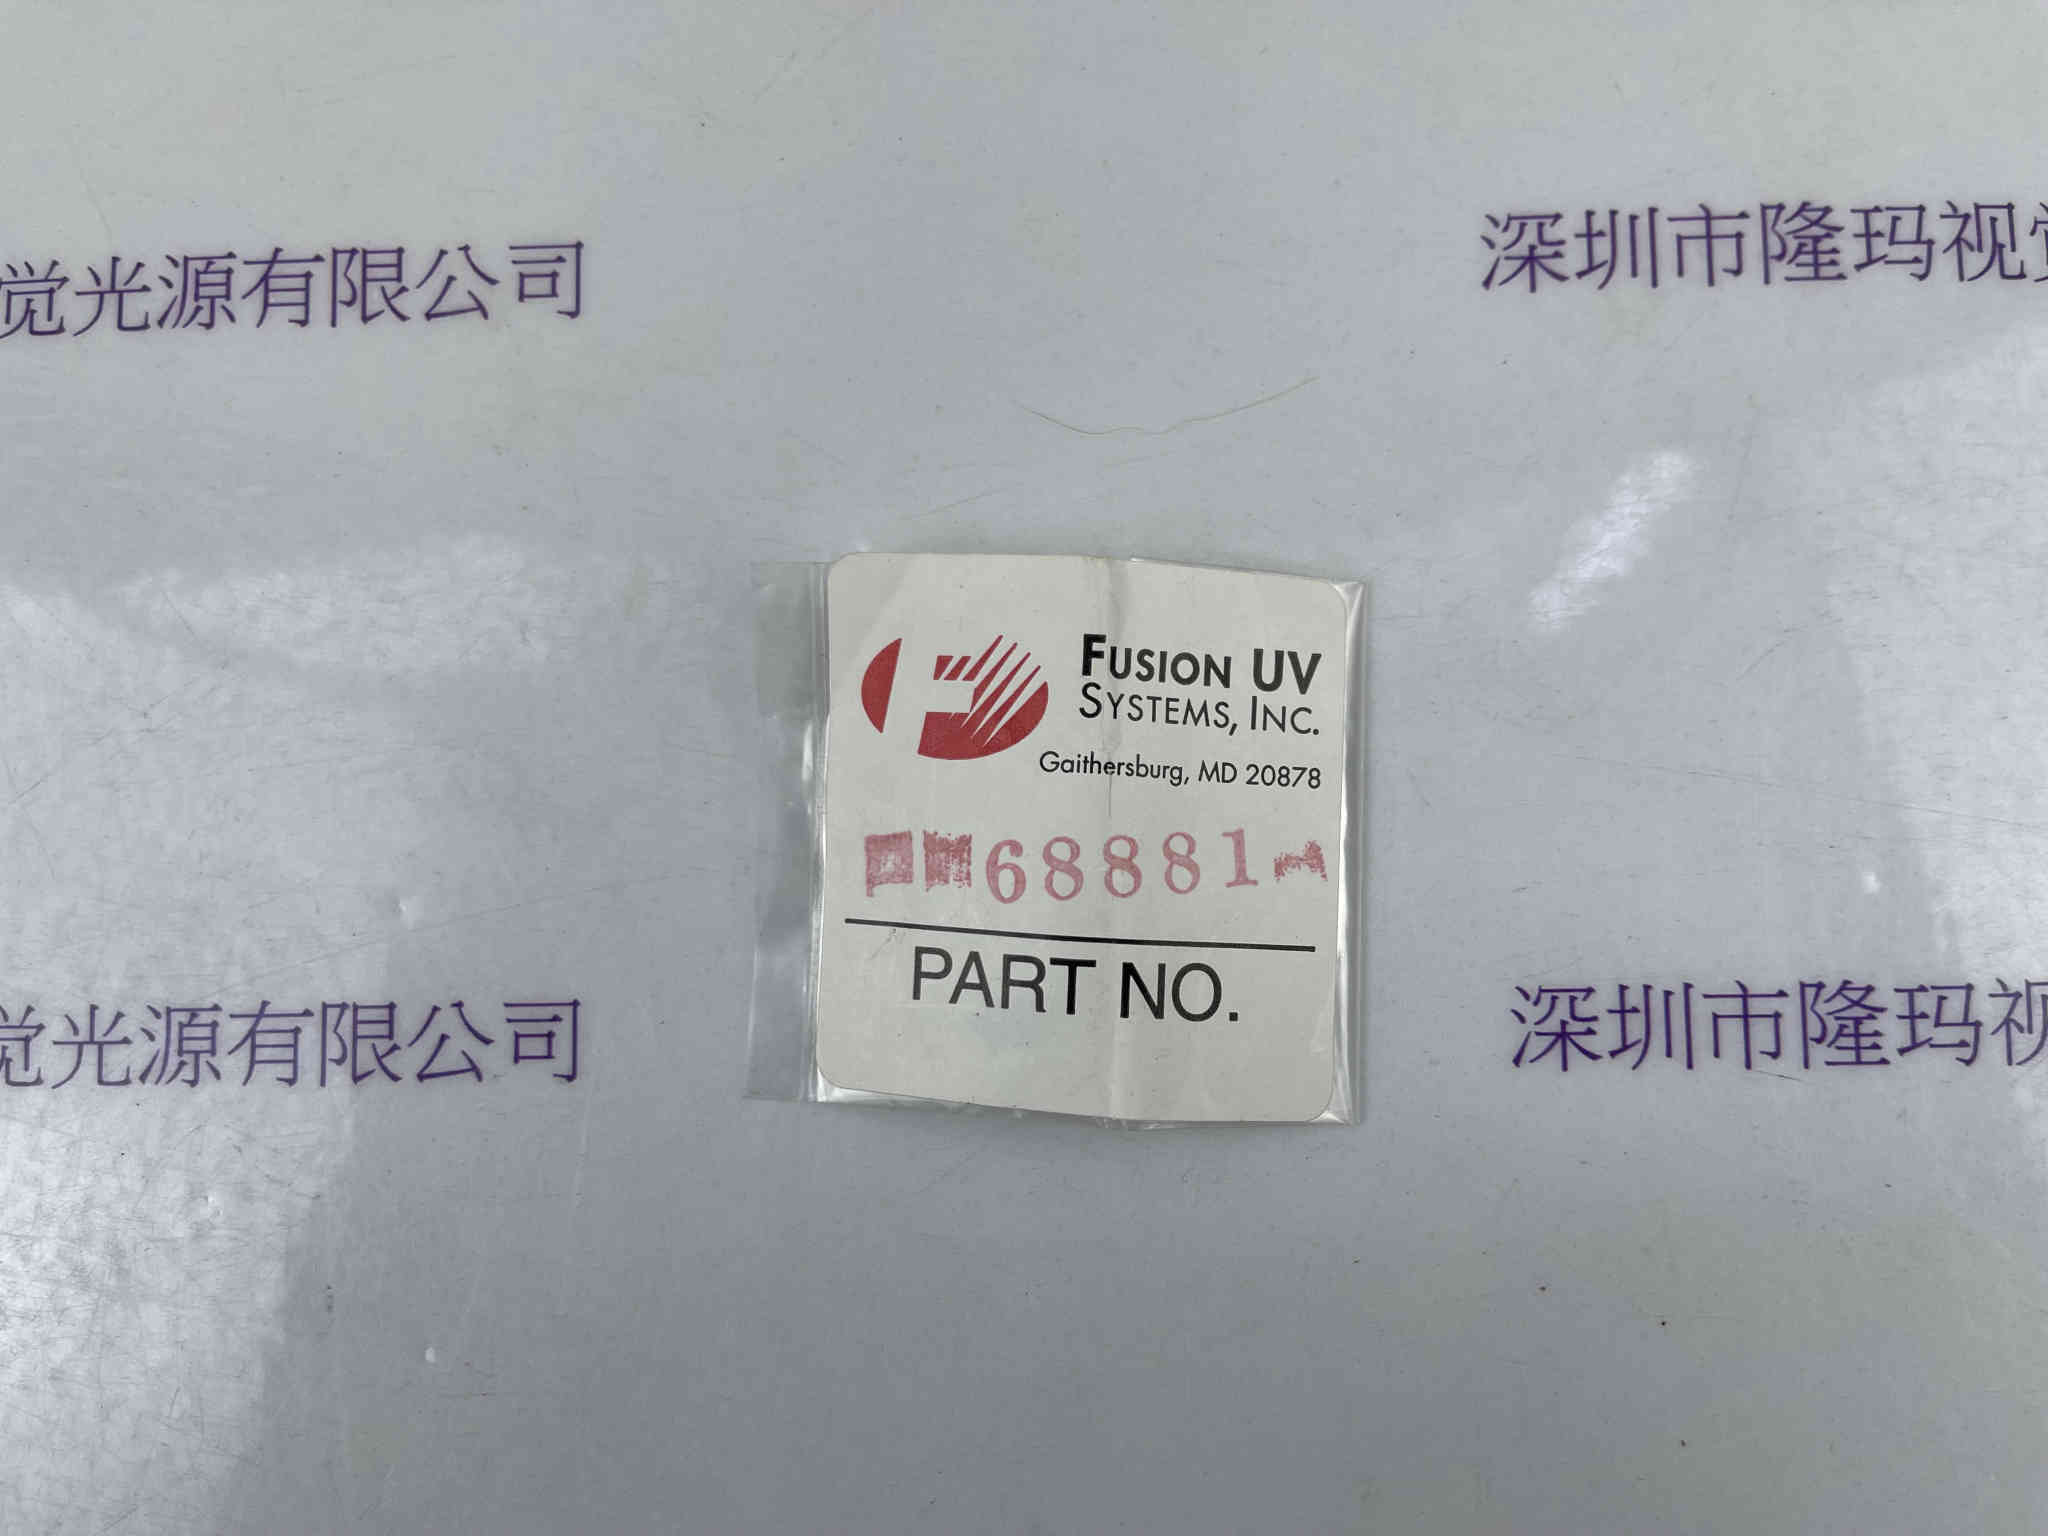 觉光源有限公司
深圳市隆玛视觉
FUSION UV
SYSTEMS, INC.
Gaithersburg, MD 20878
68881
PART NO.
觉光源有限公司
深圳市隆玛视